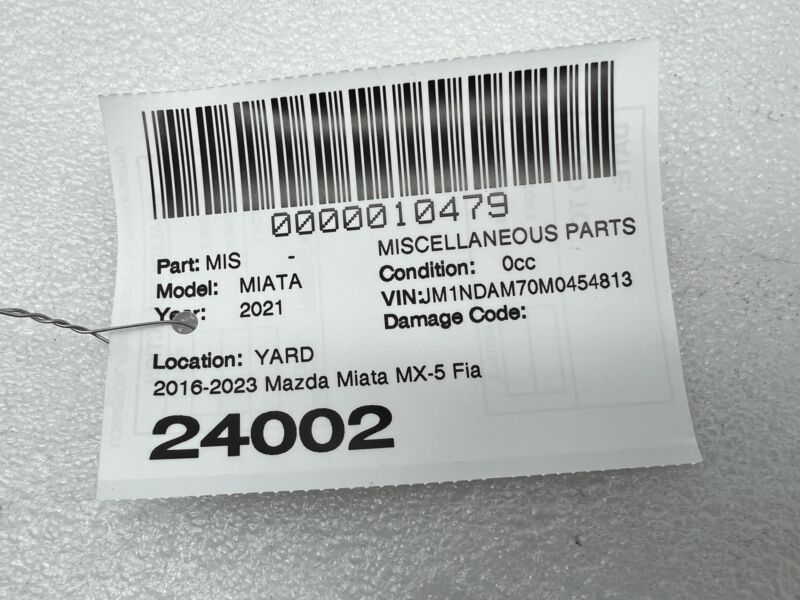 0000010479
MISCELLANEOUS PARTS
Part: MIS -
Condition: 0cc
Model: MIATA
VIN:JM1NDAM70M0454813
Year: 2021
Damage Code:
Location: YARD
2016-2023 Mazda Miata MX-5 Fia
24002